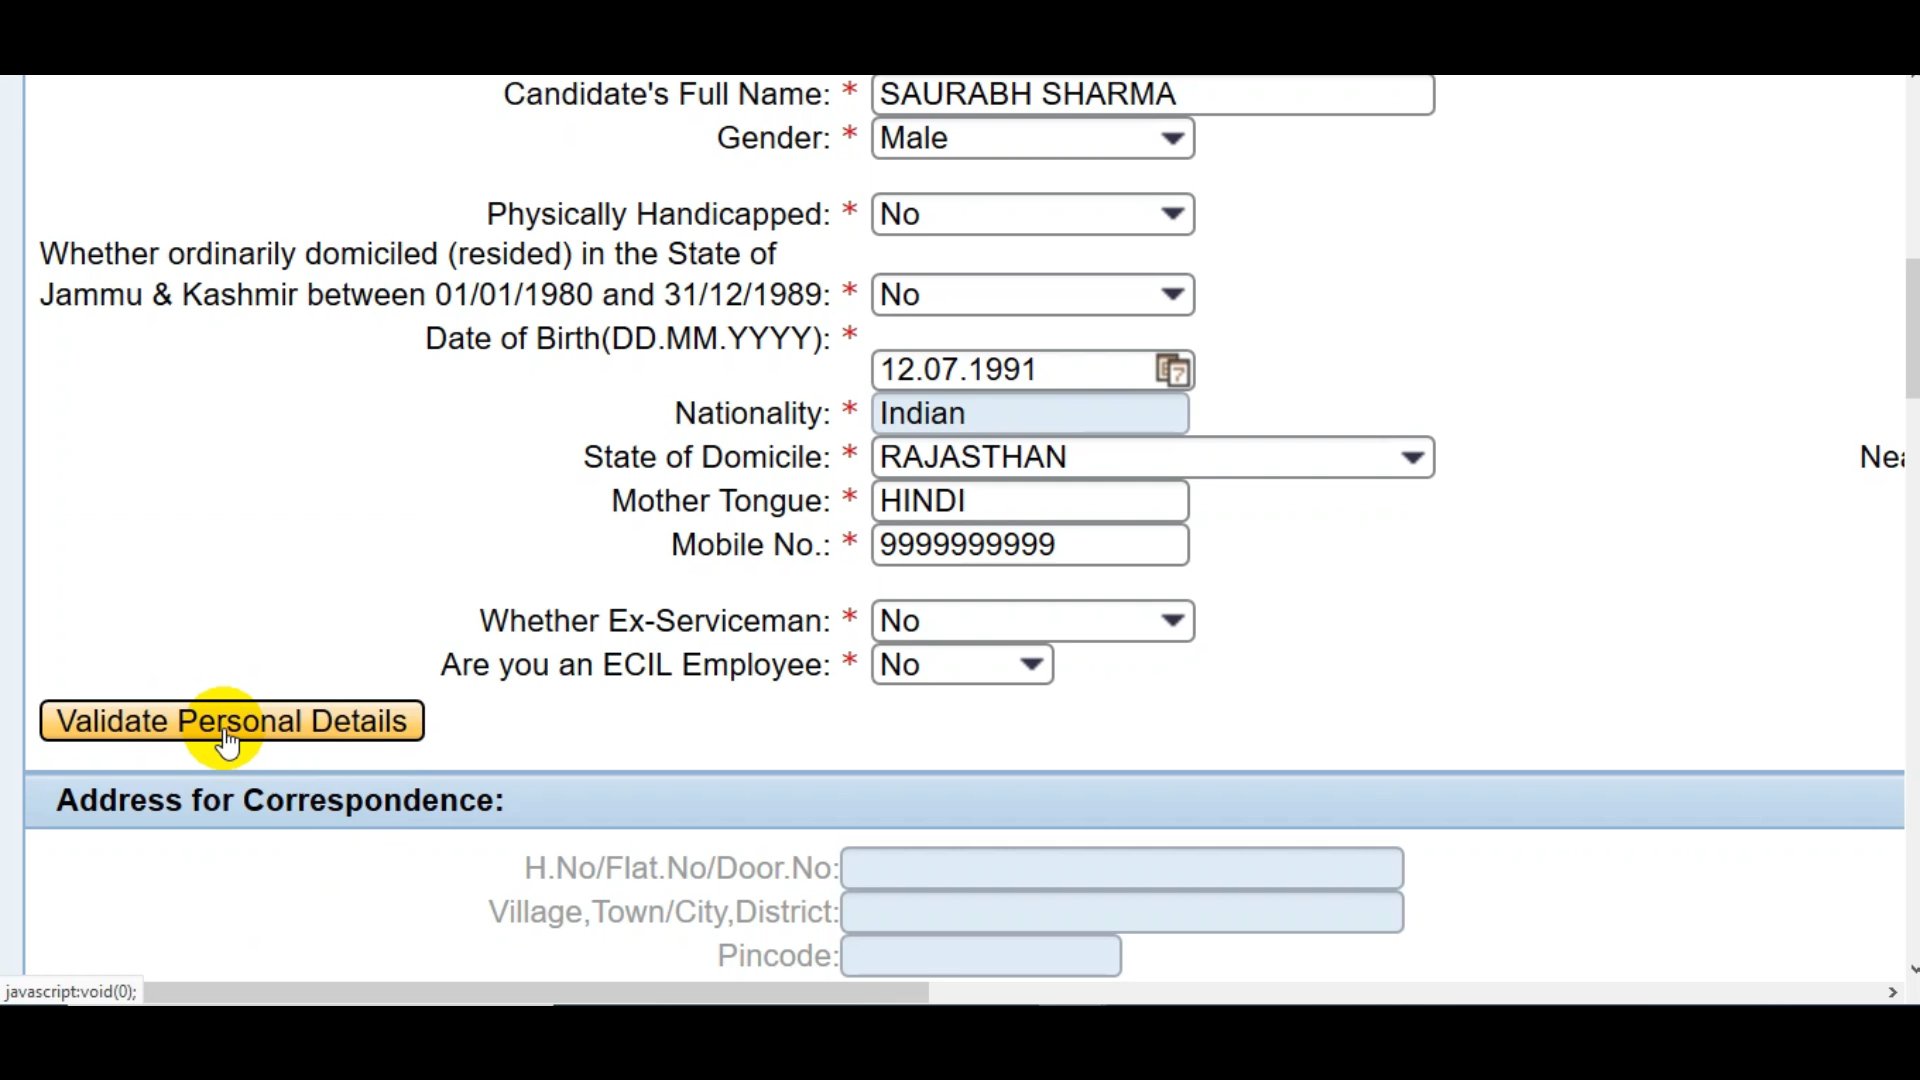 Candidate's Full Name: * SAURABH SHARMA
Gender: * Male
Physically Handicapped: * No
Whether ordinarily domiciled (resided) in the State of
Jammu & Kashmir between 01/01/1980 and 31/12/1989: * No
Date of Birth(DD.MM.YYYY): *
12.07.1991
Nationality: * Indian
State of Domicile: * RAJASTHAN
Mother Tongue: * HINDI
Mobile No.: * 9999999999
Whether Ex-Serviceman: * No
Are you an ECIL Employee: * No
Validate Personal Details
Address for Correspondence:
H.No/Flat.No/Door.No:
Village,Town/City,District:
Pincode:
javascript:void(0);